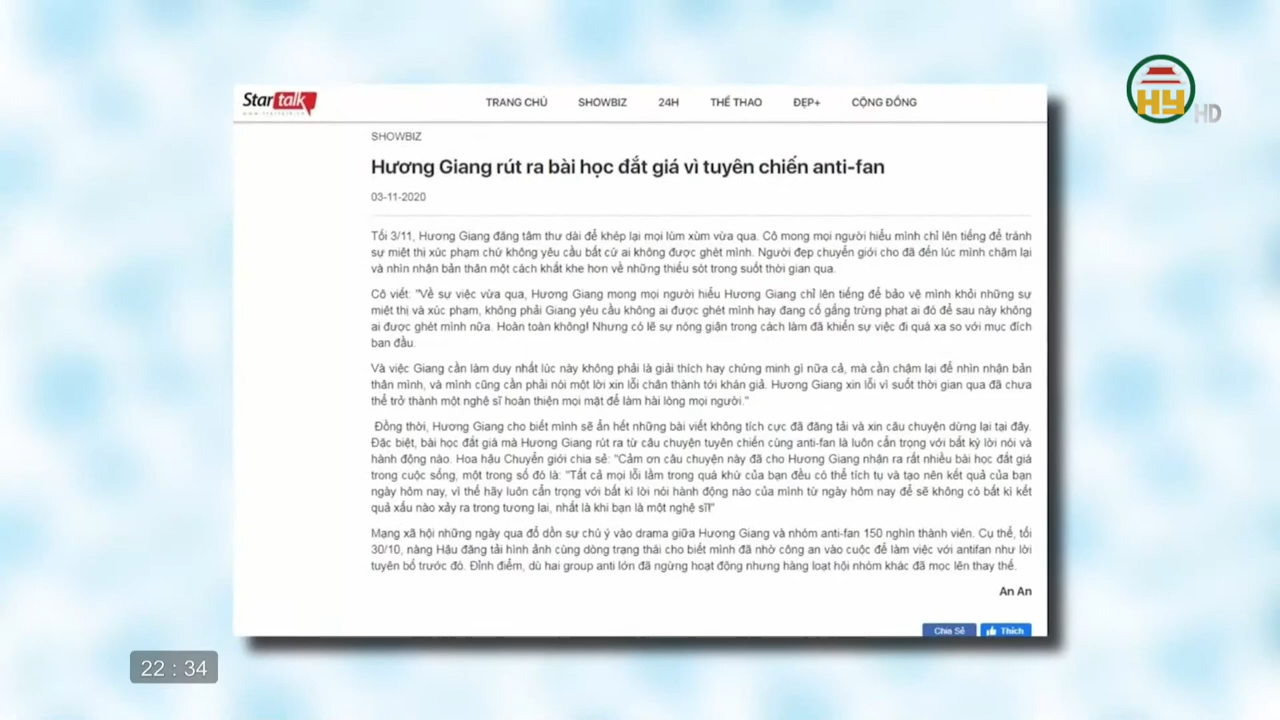 Star talk
TRANG CHỦ SHOWBIZ 24H THỂ THAO ĐẸP+ CỘNG ĐỒNG
HY HD
SHOWBIZ
Hương Giang rút ra bài học đắt giá vì tuyên chiến anti-fan
03-11-2020
Tối 3/11, Hương Giang đăng tâm thư dài để khép lại mọi lùm xùm vừa qua. Cô mong mọi người hiểu mình chỉ lên tiếng để tránh
sự miệt thị xúc phạm chứ không yêu cầu bất cứ ai không được ghét mình. Người đẹp chuyển giới cho đã đến lúc mình chậm lại
và nhìn nhận bản thân một cách khắt khe hơn về những thiếu sót trong suốt thời gian qua.
Cô viết: "Về sự việc vừa qua, Hương Giang mong mọi người hiểu Hương Giang chỉ lên tiếng để bảo vệ mình khỏi những sự
miệt thị và xúc phạm, không phải Giang yêu cầu không ai được ghét mình hay đang cố gắng trừng phạt ai đó để sau này không
ai được ghét mình nữa. Hoàn toàn không! Nhưng có lẽ sự nóng giận trong cách làm đã khiến sự việc đi quá xa so với mục đích
ban đầu.
Và việc Giang cần làm duy nhất lúc này không phải là giải thích hay chứng minh gì nữa cả, mà cần chậm lại để nhìn nhận bản
thân mình, và mình cũng cần phải nói một lời xin lỗi chân thành tới khán giả. Hương Giang xin lỗi vì suốt thời gian qua đã chưa
thể trở thành một nghệ sĩ hoàn thiện mọi mặt để làm hài lòng mọi người."
Đồng thời, Hương Giang cho biết mình sẽ ẩn hết những bài viết không tích cực đã đăng tải và xin câu chuyện dừng lại tại đây.
Đặc biệt, bài học đắt giá mà Hương Giang rút ra từ câu chuyện tuyên chiến cùng anti-fan là luôn cẩn trọng với bất kỳ lời nói và
hành động nào. Hoa hậu Chuyển giới chia sẻ: "Cảm ơn câu chuyện này đã cho Hương Giang nhận ra rất nhiều bài học đắt giá
trong cuộc sống, một trong số đó là: "Tất cả mọi lỗi lầm trong quá khứ của bạn đều có thể tích tụ và tạo nên kết quả của bạn
ngày hôm nay, vì thế hãy luôn cẩn trọng với bất kì lời nói hành động nào của mình từ ngày hôm nay để sẽ không có bất kì kết
quả xấu nào xảy ra trong tương lai, nhất là khi bạn là một nghệ sĩ!"
Mạng xã hội những ngày qua đổ dồn sự chú ý vào drama giữa Hương Giang và nhóm anti-fan 150 nghìn thành viên. Cụ thể, tối
30/10, nàng Hậu đăng tải hình ảnh cùng dòng trạng thái cho biết mình đã nhờ công an vào cuộc để làm việc với antifan như lời
tuyên bố trước đó. Đỉnh điểm, dù hai group anti lớn đã ngừng hoạt động nhưng hàng loạt hội nhóm khác đã mọc lên thay thế.
An An
Chia Sẻ Thích
22 : 34